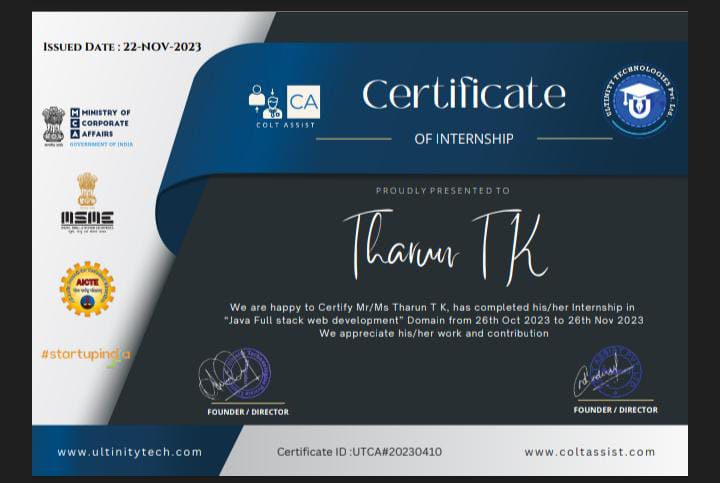 ISSUED DATE : 22-NOV-2023
MCA MINISTRY OF
CORPORATE
AFFAIRS
GOVERNMENT OF INDIA
MSME
AICTE
#startupindia
CA
COLT ASSIST
Certificate
OF INTERNSHIP
ULTINITY TECHNOLOGIES Pvt. Ltd.
U
PROUDLY PRESENTED TO
Tharun T K
We are happy to Certify Mr/Ms Tharun T K, has completed his/her Internship in
"Java Full stack web development" Domain from 26th Oct 2023 to 26th Nov 2023
We appreciate his/her work and contribution
FOUNDER / DIRECTOR
FOUNDER / DIRECTOR
www.ultinitytech.com
Certificate ID :UTCA#20230410
www.coltassist.com